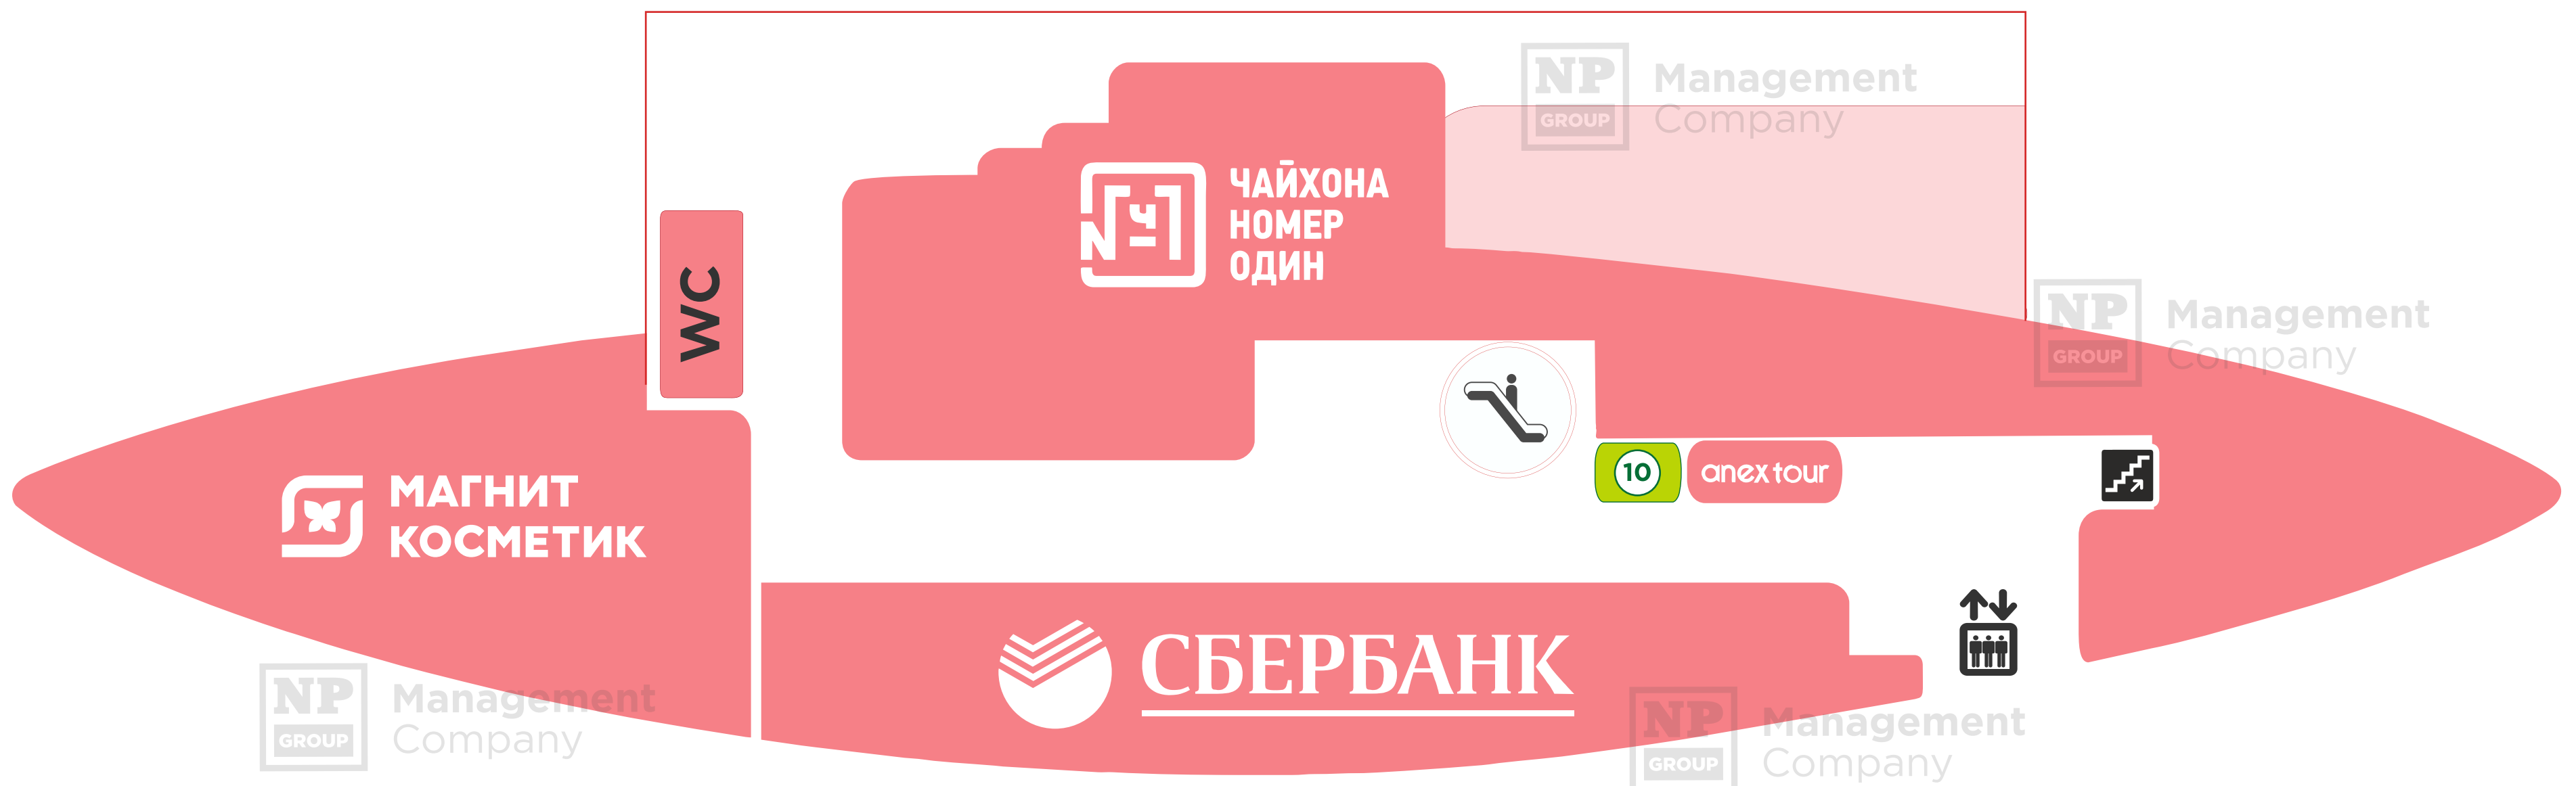 NP Management
GROUP Company
ЧАЙХОНА
НОМЕР
ОДИН
№Ч
WC
NP Management
GROUP Company
10
anex tour
МАГНИТ
КОСМЕТИК
СБЕРБАНК
NP Management
GROUP Company
NP Management
GROUP Company